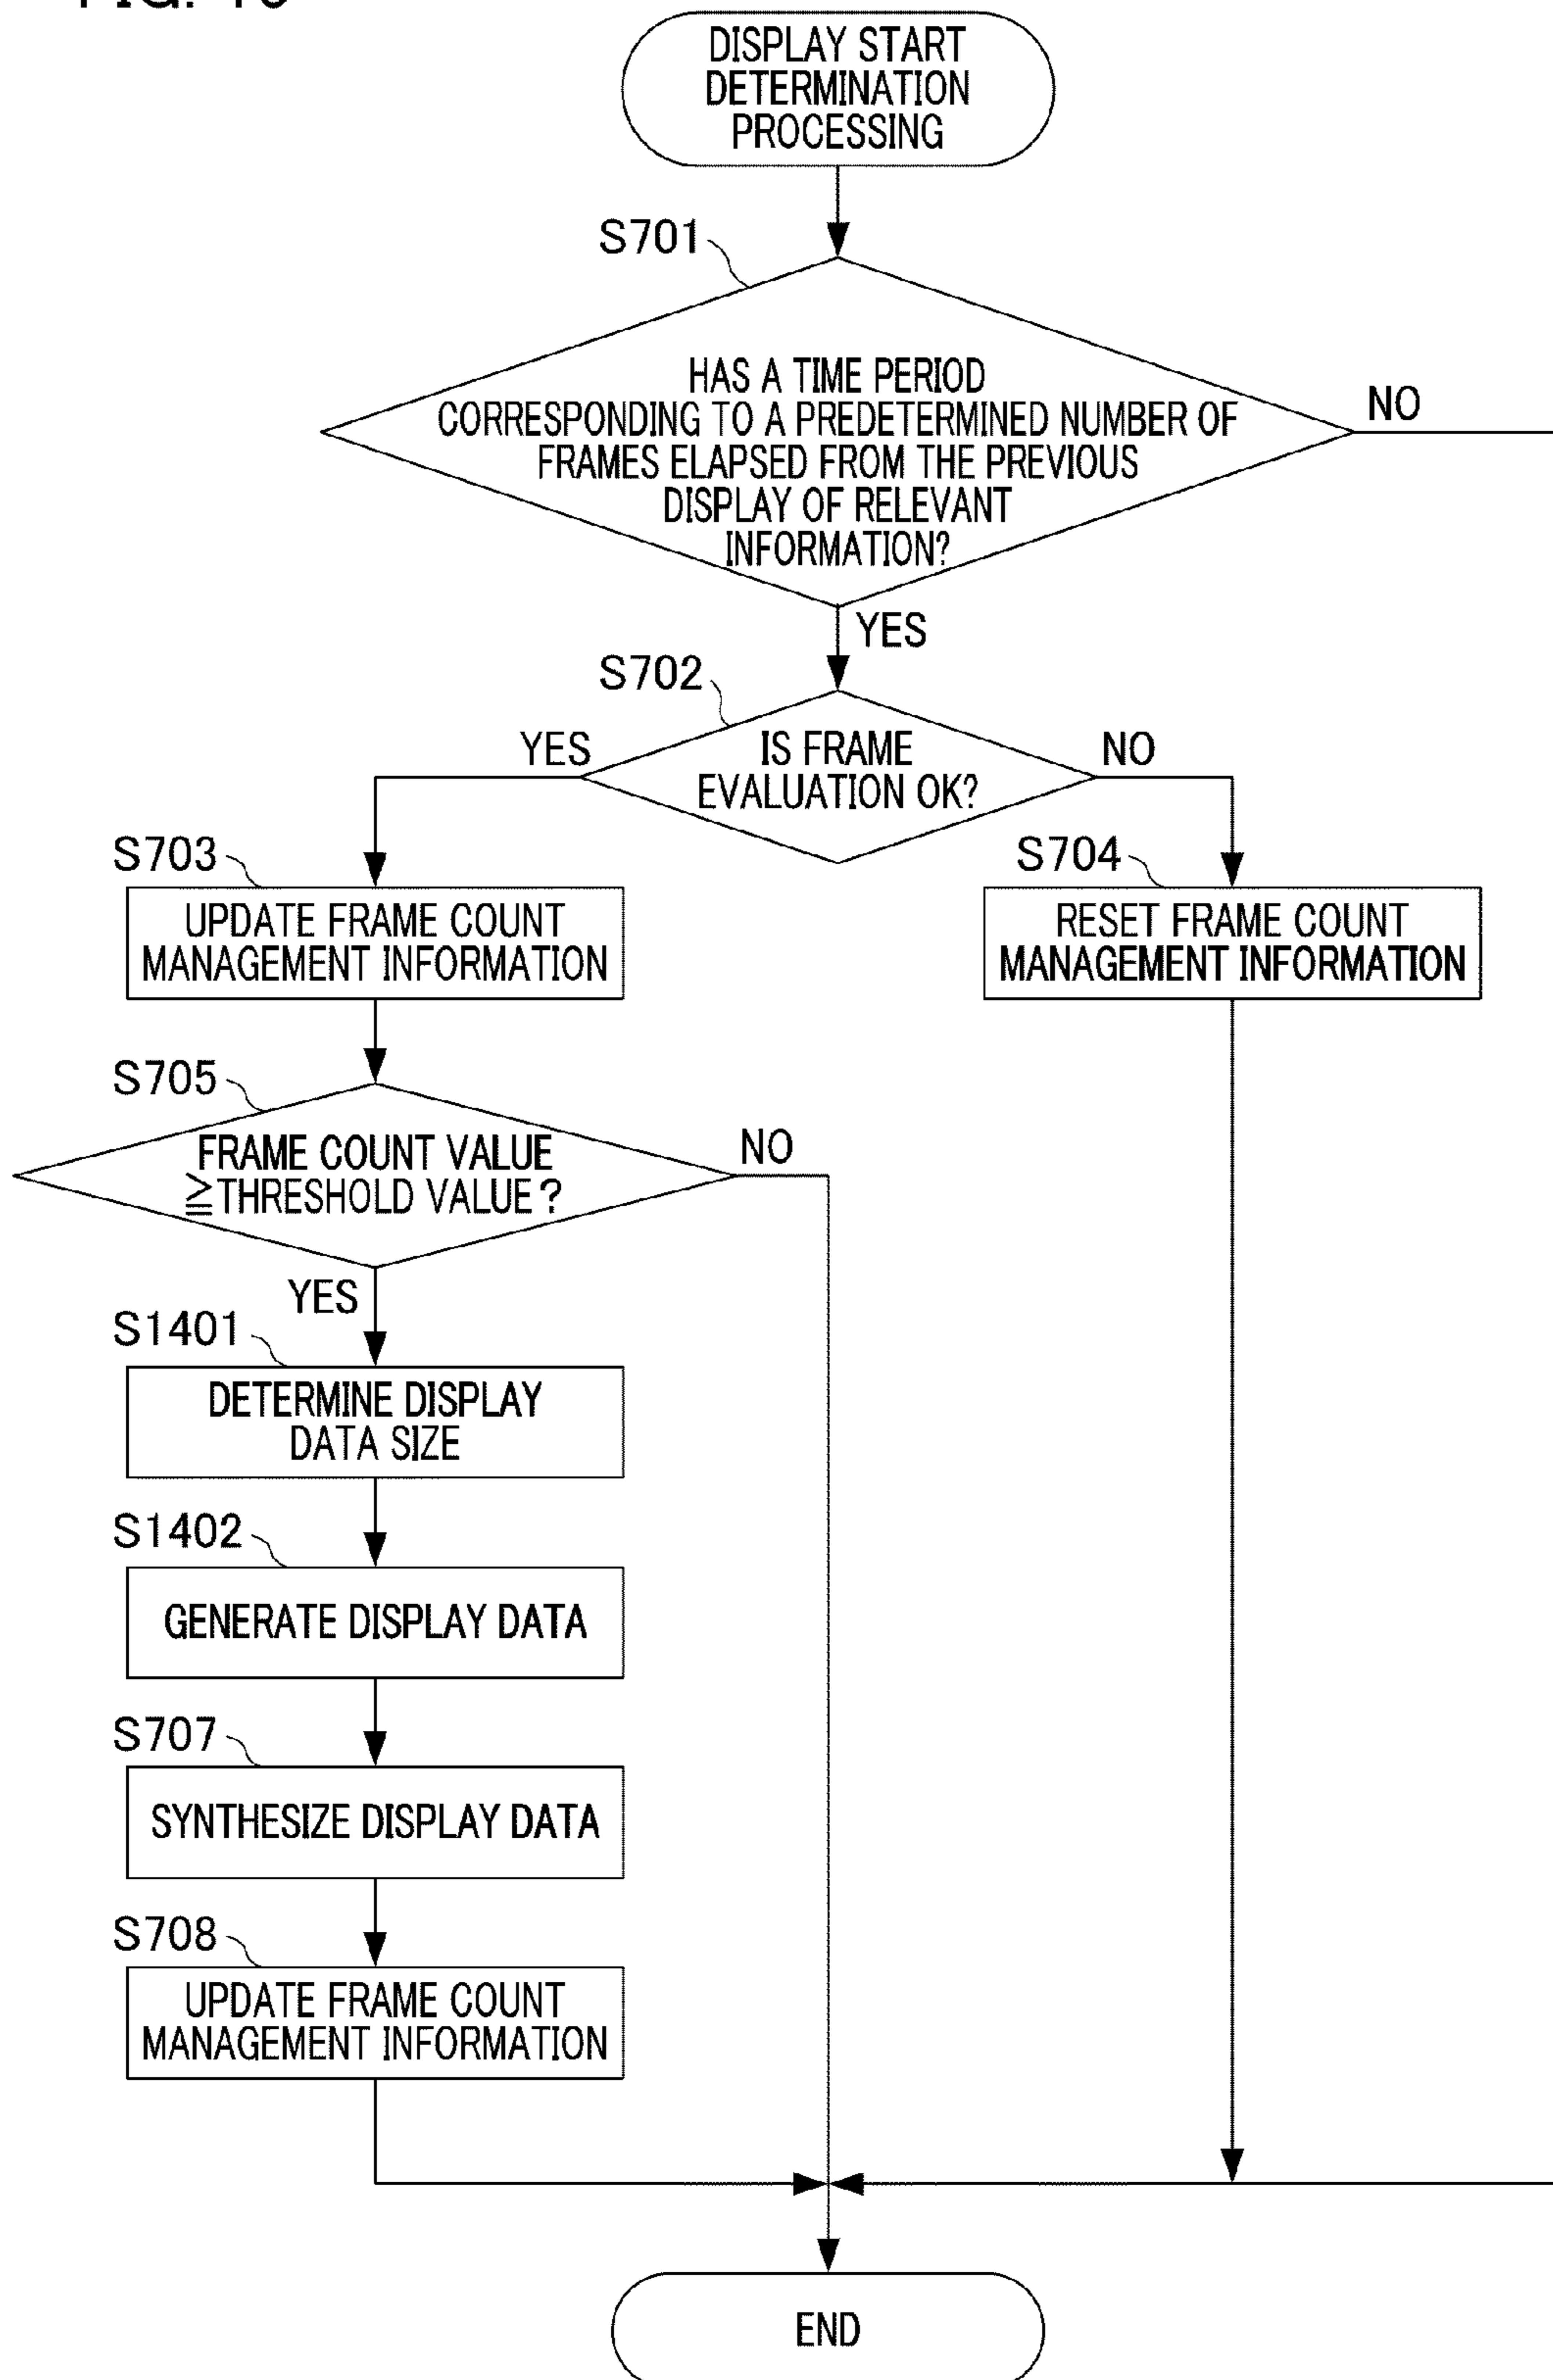 DISPLAY START
DETERMINATION
PROCESSING
S701
HAS A TIME PERIOD
CORRESPONDING TO A PREDETERMINED NUMBER OF
FRAMES ELAPSED FROM THE PREVIOUS
DISPLAY OF RELEVANT
INFORMATION?
NO
YES
S702
YES
IS FRAME
EVALUATION OK?
NO
S703
UPDATE FRAME COUNT
MANAGEMENT INFORMATION
S704
RESET FRAME COUNT
MANAGEMENT INFORMATION
S705
FRAME COUNT VALUE
≧THRESHOLD VALUE?
NO
YES
S1401
DETERMINE DISPLAY
DATA SIZE
S1402
GENERATE DISPLAY DATA
S707
SYNTHESIZE DISPLAY DATA
S708
UPDATE FRAME COUNT
MANAGEMENT INFORMATION
END